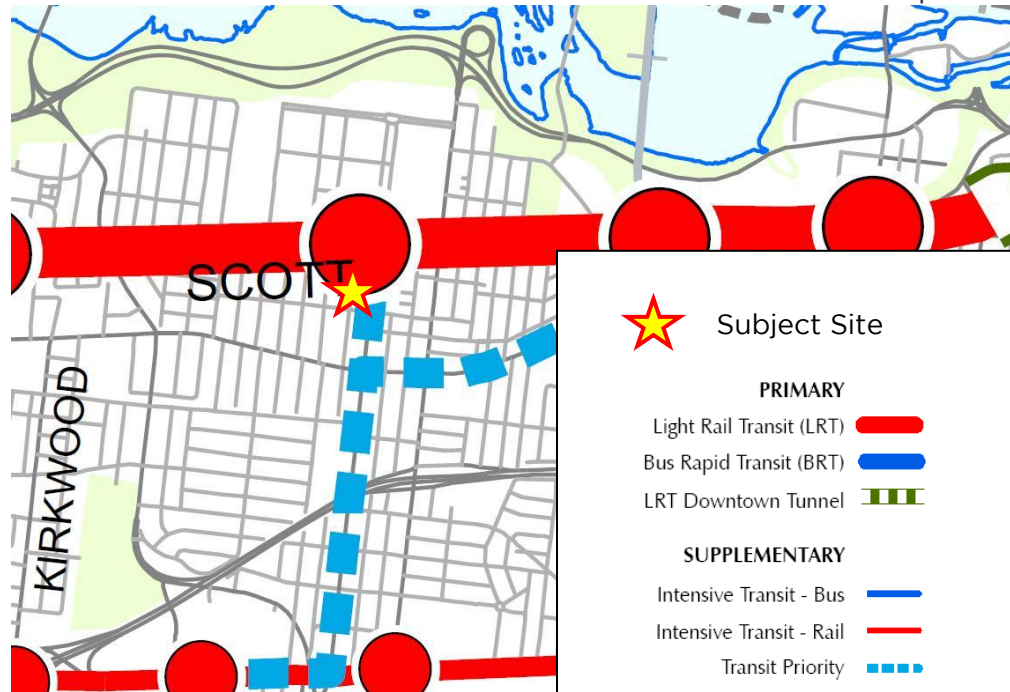 SCOTT
KIRKWOOD
Subject Site
PRIMARY
Light Rail Transit (LRT)
Bus Rapid Transit (BRT)
LRT Downtown Tunnel
SUPPLEMENTARY
Intensive Transit - Bus
Intensive Transit - Rail
Transit Priority